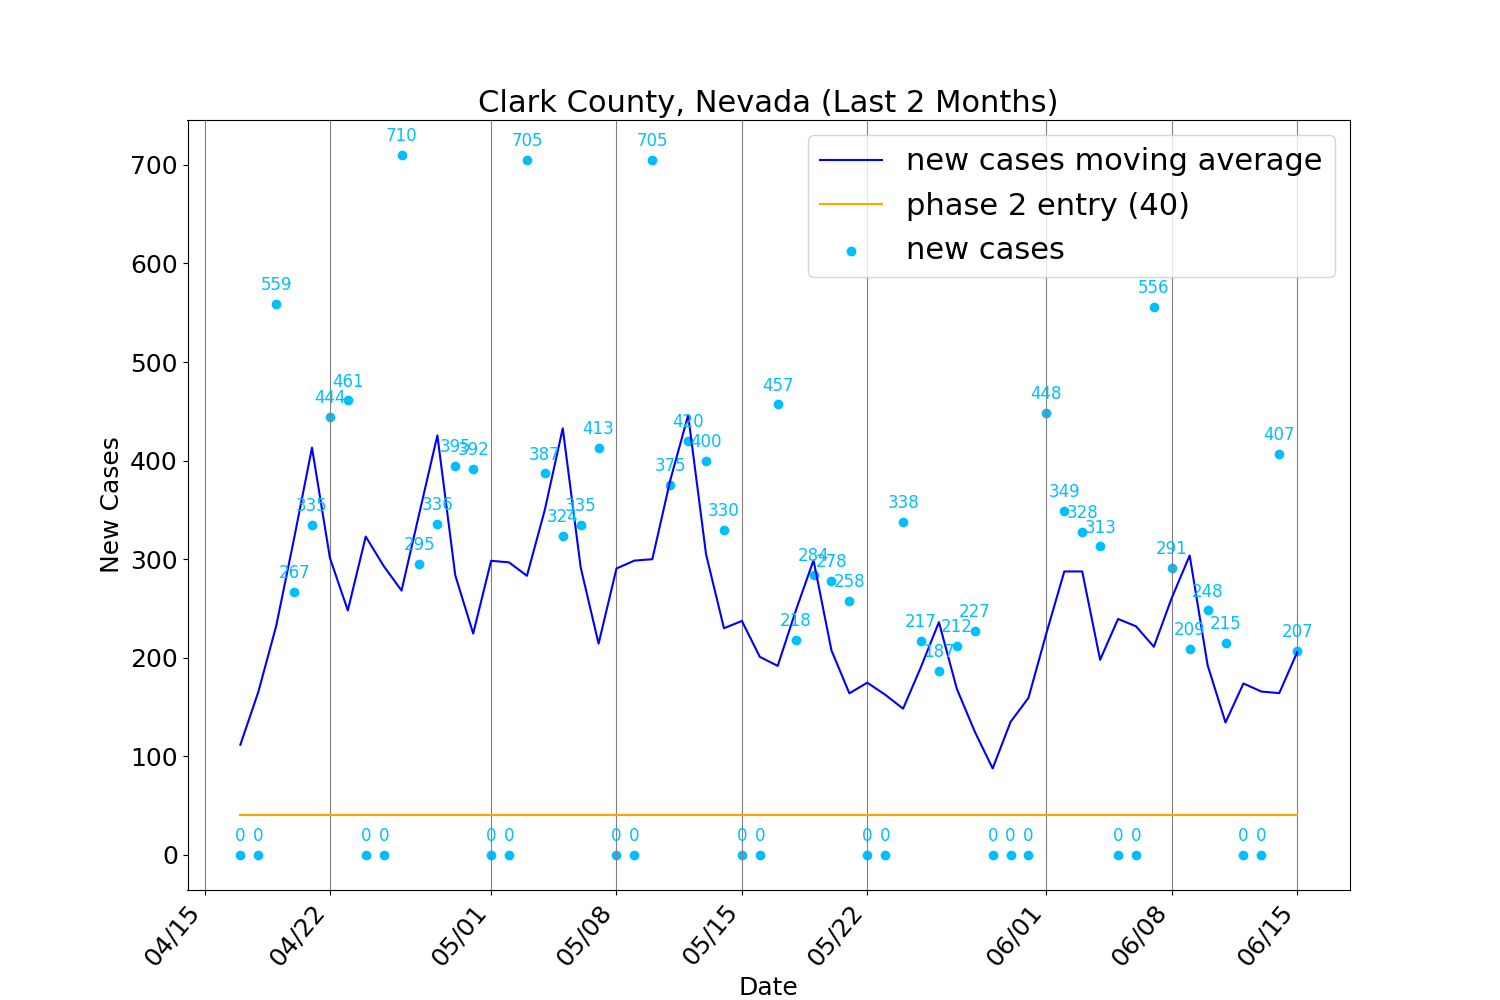 Clark County, Nevada (Last 2 Months)
new cases moving average
phase 2 entry (40)
new cases
New Cases
700
600
500
400
300
200
100
0
0 0 559 267 335 444 461 0 0 710 295 336 395 392 0 0 705 387 324 335 413 0 0 705 375 420 400 330 0 0 457 218 284 278 258 0 0 338 217 187 212 227 0 0 0 448 349 328 313 0 0 556 291 209 248 215 0 0 407 207
04/15 04/22 05/01 05/08 05/15 05/22 06/01 06/08 06/15
Date